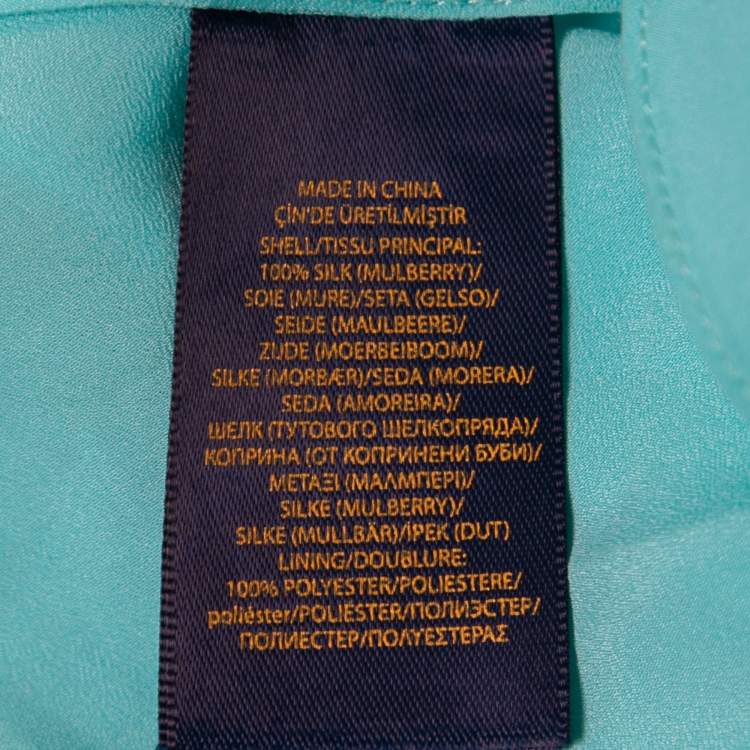 MADE IN CHINA
ÇİN'DE ÜRETİLMİŞTİR
SHELL/TISSU PRINCIPAL:
100% SILK (MULBERRY)/
SOIE (MURE)/SETA (GELSO)/
SEIDE (MAULBEERE)/
ZIJDE (MOERBEIBOOM)/
SILKE (MORBÆR)/SEDA (MORERA)/
SEDA (AMOREIRA)/
ШЕЛК (ТУТОВОГО ШЕЛКОПРЯДА)/
КОПРИНА (ОТ КОПРИНЕНИ БУБИ)/
ΜΕΤΑΞΙ (ΜΑΛΜΠΕΡΙ)/
SILKE (MULBERRY)/
SILKE (MULLBÄR)/İPEK (DUT)
LINING/DOUBLURE:
100% POLYESTER/POLIESTERE/
poliéster/POLIESTER/ПОЛИЭСТЕР/
ПОЛИЕСТЕР/ΠΟΛΥΕΣΤΕΡΑΣ